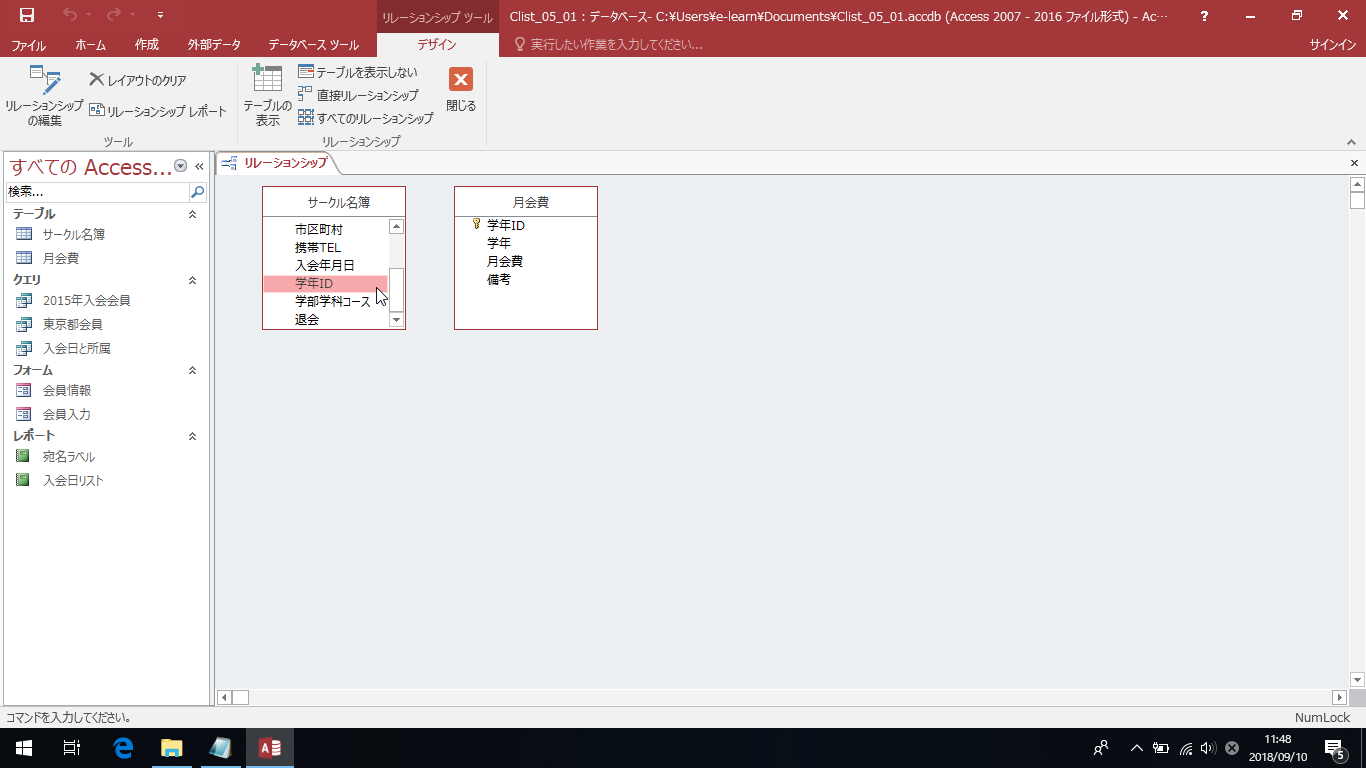 リレーションシップ ツール
Clist_05_01 : データベース- C:¥Users¥e-learn¥Documents¥Clist_05_01.accdb (Access 2007 - 2016 ファイル形式) - Ac...
?
ファイル
ホーム
作成
外部データ
データベース ツール
デザイン
実行したい作業を入力してください...
サインイン
リレーションシップ
の編集
レイアウトのクリア
リレーションシップ レポート
ツール
テーブルの
表示
テーブルを表示しない
直接リレーションシップ
すべてのリレーションシップ
閉じる
リレーションシップ
すべての Access...
検索...
テーブル
サークル名簿
月会費
クエリ
2015年入会会員
東京都会員
入会日と所属
フォーム
会員情報
会員入力
レポート
宛名ラベル
入会日リスト
リレーションシップ
サークル名簿
市区町村
携帯TEL
入会年月日
学年ID
学部学科コース
退会
月会費
学年ID
学年
月会費
備考
コマンドを入力してください。
NumLock
11:48
2018/09/10
5